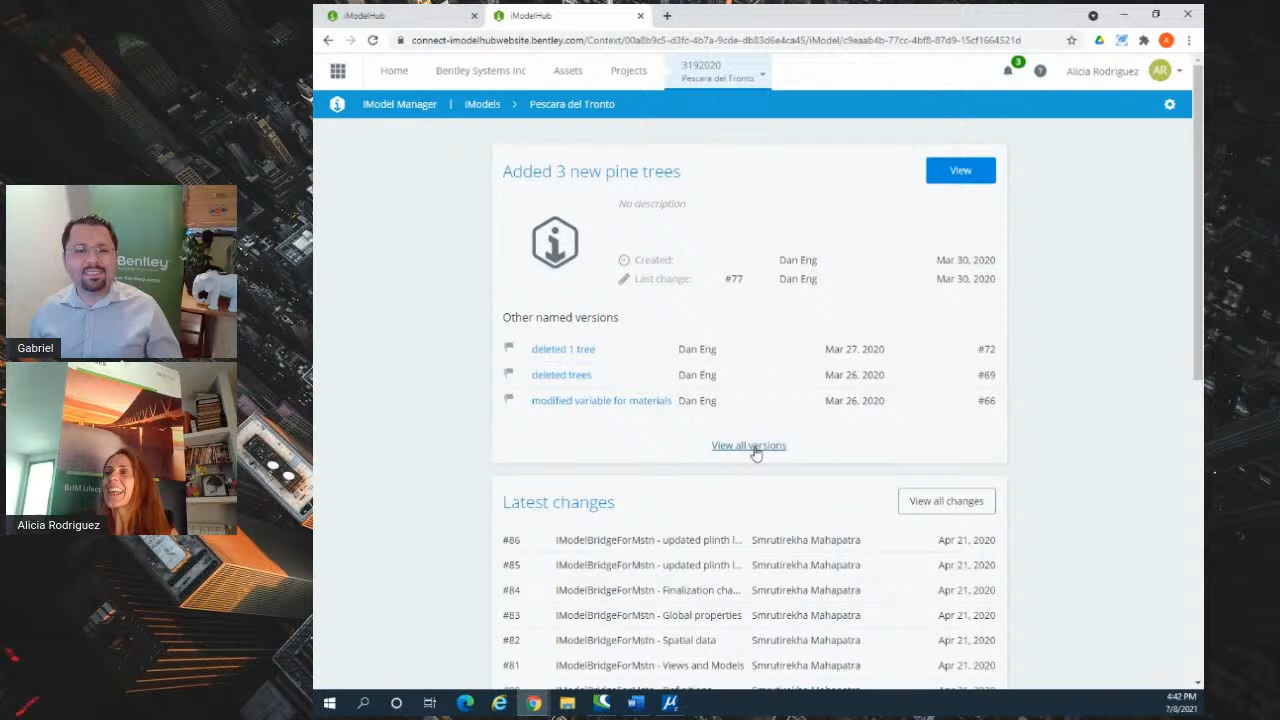 iModelHub
iModelHub
connect-imodelhubwebsite.bentley.com/Context/00a8b9c5-d3fc-4b7a-9cde-db83d6e4ca45/iModel/c9eaab4b-77cc-4bf8-87d9-15cf1664521d
Home
Bentley Systems Inc
Assets
Projects
3192020
Pescara del Tronto
3
Alicia Rodriguez
AR
iModel Manager | iModels > Pescara del Tronto
Added 3 new pine trees
View
No description
Created: Dan Eng Mar 30, 2020
Last change: #77 Dan Eng Mar 30, 2020
Other named versions
deleted 1 tree Dan Eng Mar 27, 2020 #72
deleted trees Dan Eng Mar 26, 2020 #69
modified variable for materials Dan Eng Mar 26, 2020 #66
View all versions
Latest changes
View all changes
#86 iModelBridgeForMstn - updated plinth l... Smrutirekha Mahapatra Apr 21, 2020
#85 iModelBridgeForMstn - updated plinth l... Smrutirekha Mahapatra Apr 21, 2020
#84 iModelBridgeForMstn - Finalization cha... Smrutirekha Mahapatra Apr 21, 2020
#83 iModelBridgeForMstn - Global properties Smrutirekha Mahapatra Apr 21, 2020
#82 iModelBridgeForMstn - Spatial data Smrutirekha Mahapatra Apr 21, 2020
#81 iModelBridgeForMstn - Views and Models Smrutirekha Mahapatra Apr 21, 2020
4:42 PM
7/8/2021
Bentley
Gabriel
BrIM Lifecy
Alicia Rodriguez